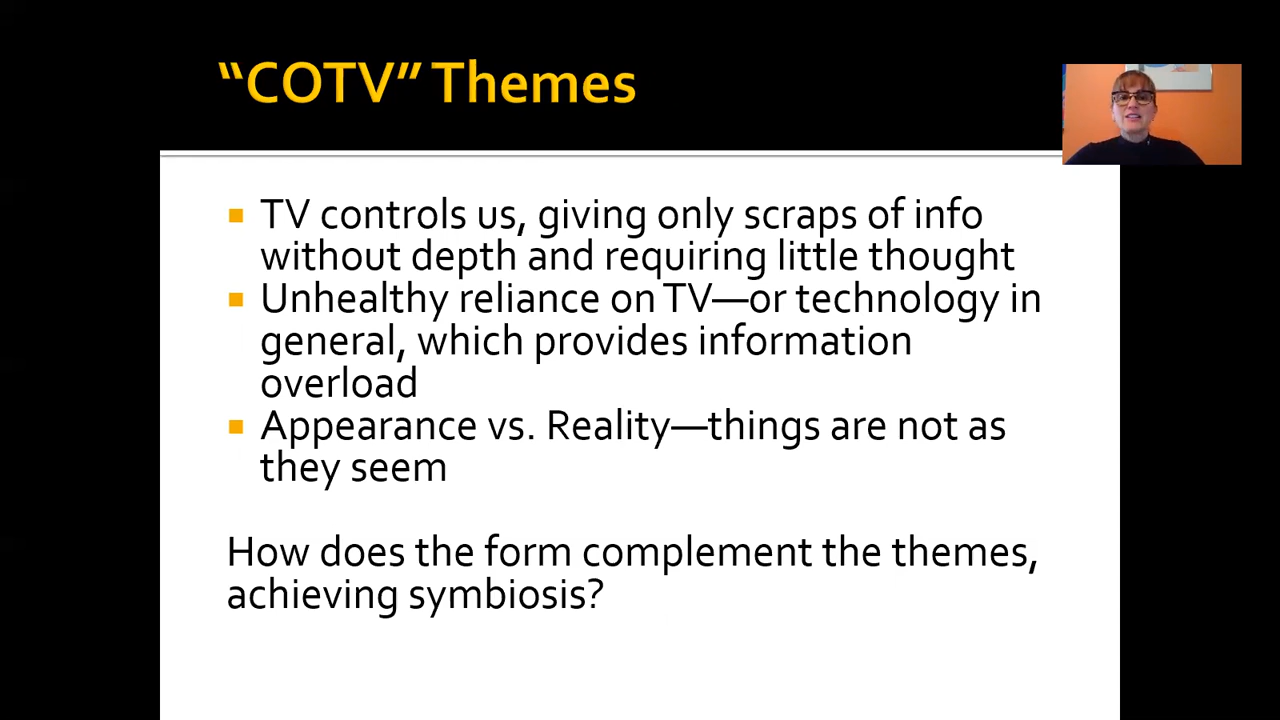 “COTV” Themes
TV controls us, giving only scraps of info
without depth and requiring little thought
Unhealthy reliance on TV—or technology in
general, which provides information
overload
Appearance vs. Reality—things are not as
they seem
How does the form complement the themes,
achieving symbiosis?